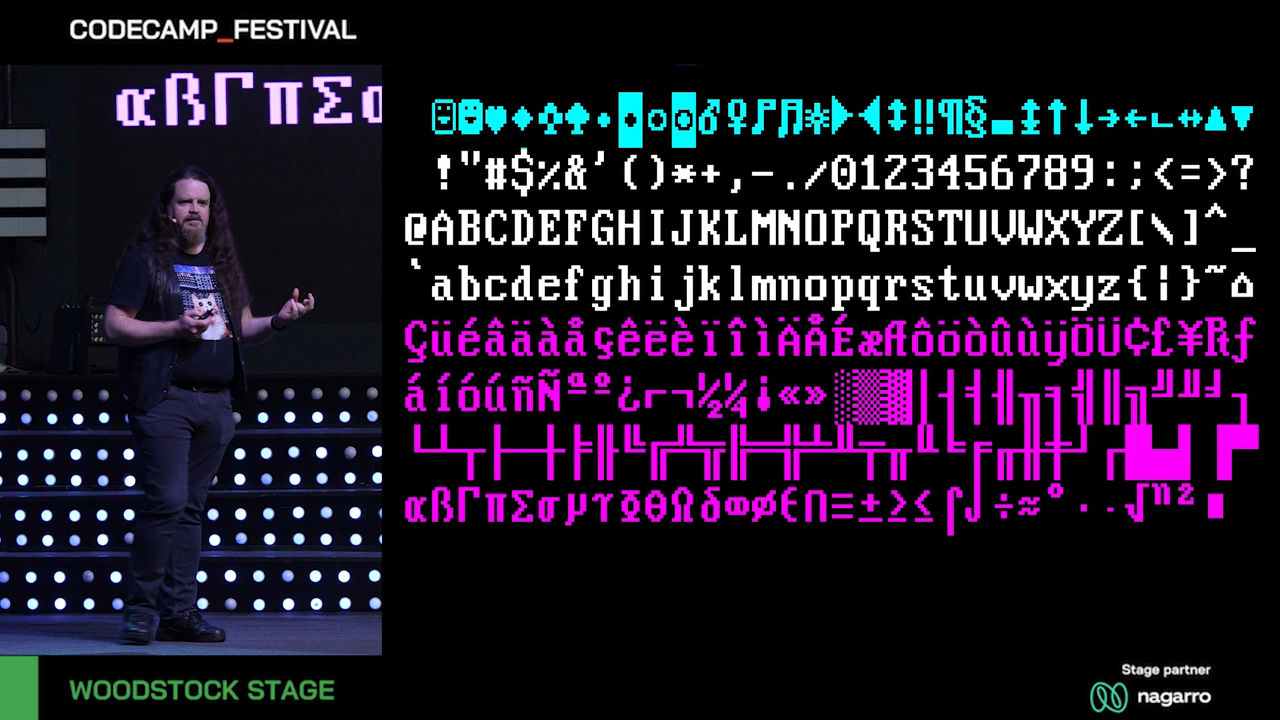 CODECAMP_FESTIVAL
αßΓπΣσ
☺☻♥♦♣♠•◘○◙♂♀♪♫☼►◄↕‼¶§▬↨↑↓→←∟↔▲▼
!"#$%&'()*+,-./0123456789:;<=>?
@ABCDEFGHIJKLMNOPQRSTUVWXYZ[\]^_
`abcdefghijklmnopqrstuvwxyz{¦}~⌂
ÇüéâäàåçêëèïîìÄÅÉæÆôöòûùÿÖÜ¢£¥₧ƒ
áíóúñÑªº¿⌐¬½¼¡«»░▒▓│┤╡╢╖╕╣║╗╝╜╛┐
└┴┬├─┼╞╟╚╔╩╦╠═╬╧╨╤╥╙╘╒╓╫╪┘┌█▄▌▐▀
αßΓπΣσµτΦΘΩδ∞φε∩≡±≥≤⌠⌡÷≈°∙·√ⁿ²■
WOODSTOCK STAGE
Stage partner
nagarro